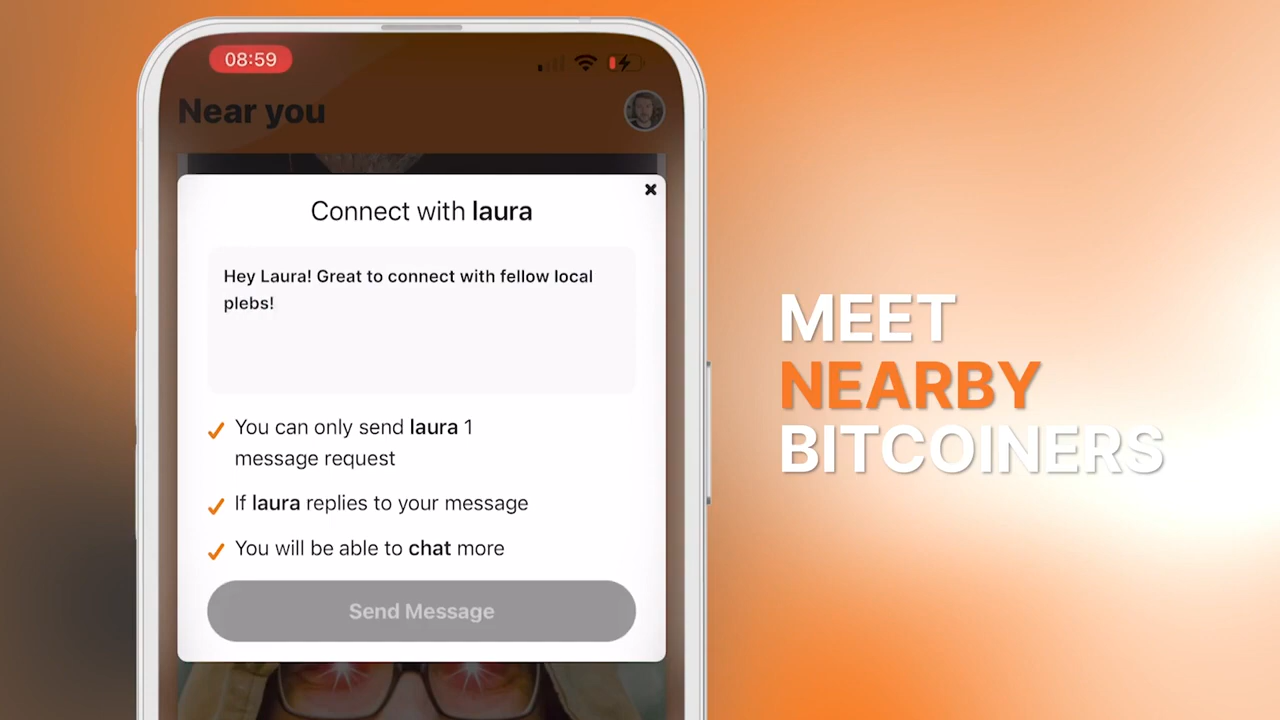 08:59
Near you
Connect with laura
Hey Laura! Great to connect with fellow local
plebs!
You can only send laura 1
message request
If laura replies to your message
You will be able to chat more
Send Message
MEET
NEARBY
BITCOINERS